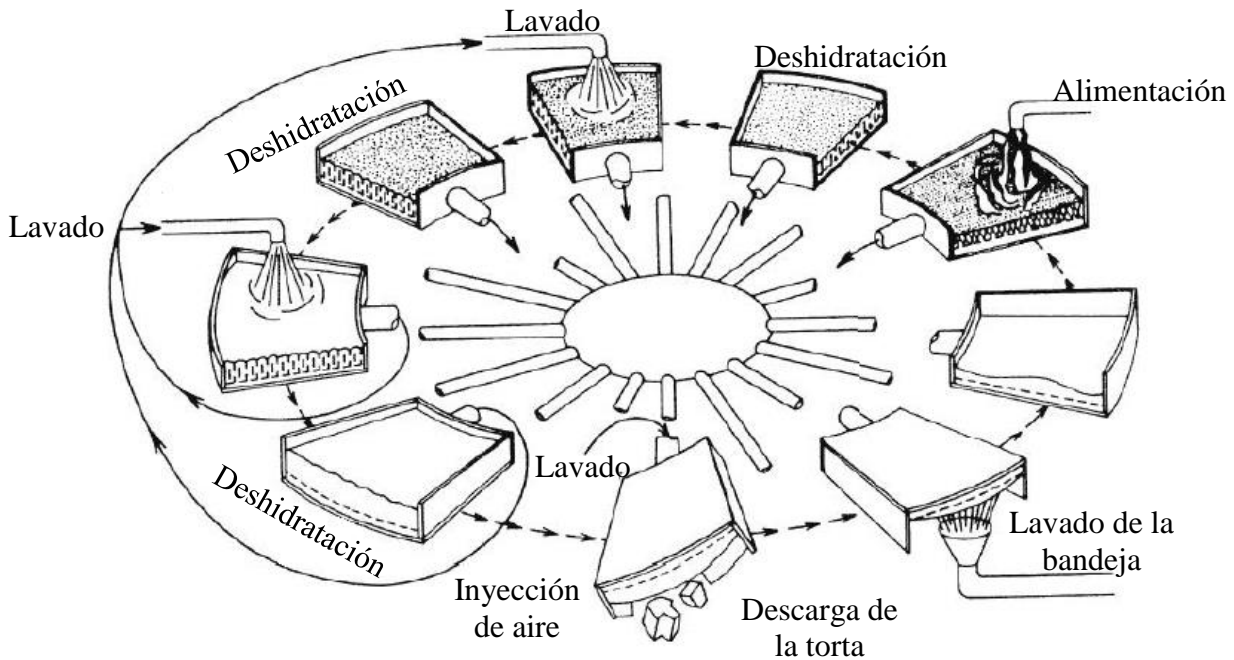 Lavado
Deshidratación
Alimentación
Deshidratación
Lavado
Lavado
Deshidratación
Inyección
de aire
Descarga de
la torta
Lavado de la
bandeja